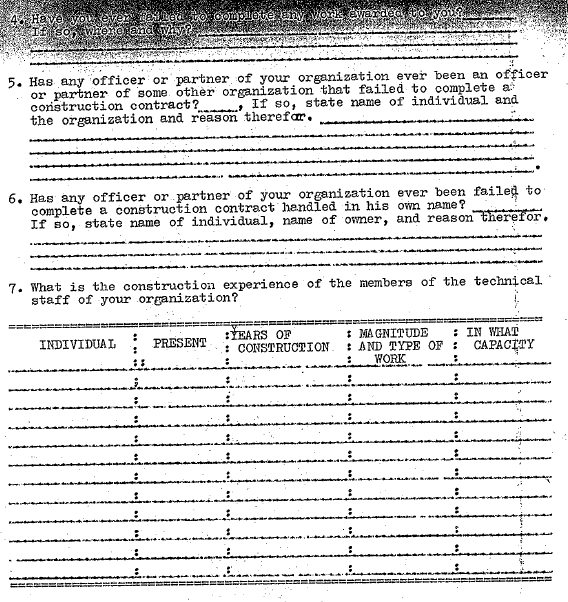 4. Have you ever failed to complete any work awarded to you?______
If so, where and why?______
5. Has any officer or partner of your organization ever been an officer
or partner of some other organization that failed to complete a
construction contract?_____, If so, state name of individual and
the organization and reason therefor. ______
6. Has any officer or partner of your organization ever been failed to
complete a construction contract handled in his own name? ______
If so, state name of individual, name of owner, and reason therefor.
7. What is the construction experience of the members of the technical
staff of your organization?
INDIVIDUAL : PRESENT : YEARS OF CONSTRUCTION : MAGNITUDE AND TYPE OF WORK : IN WHAT CAPACITY